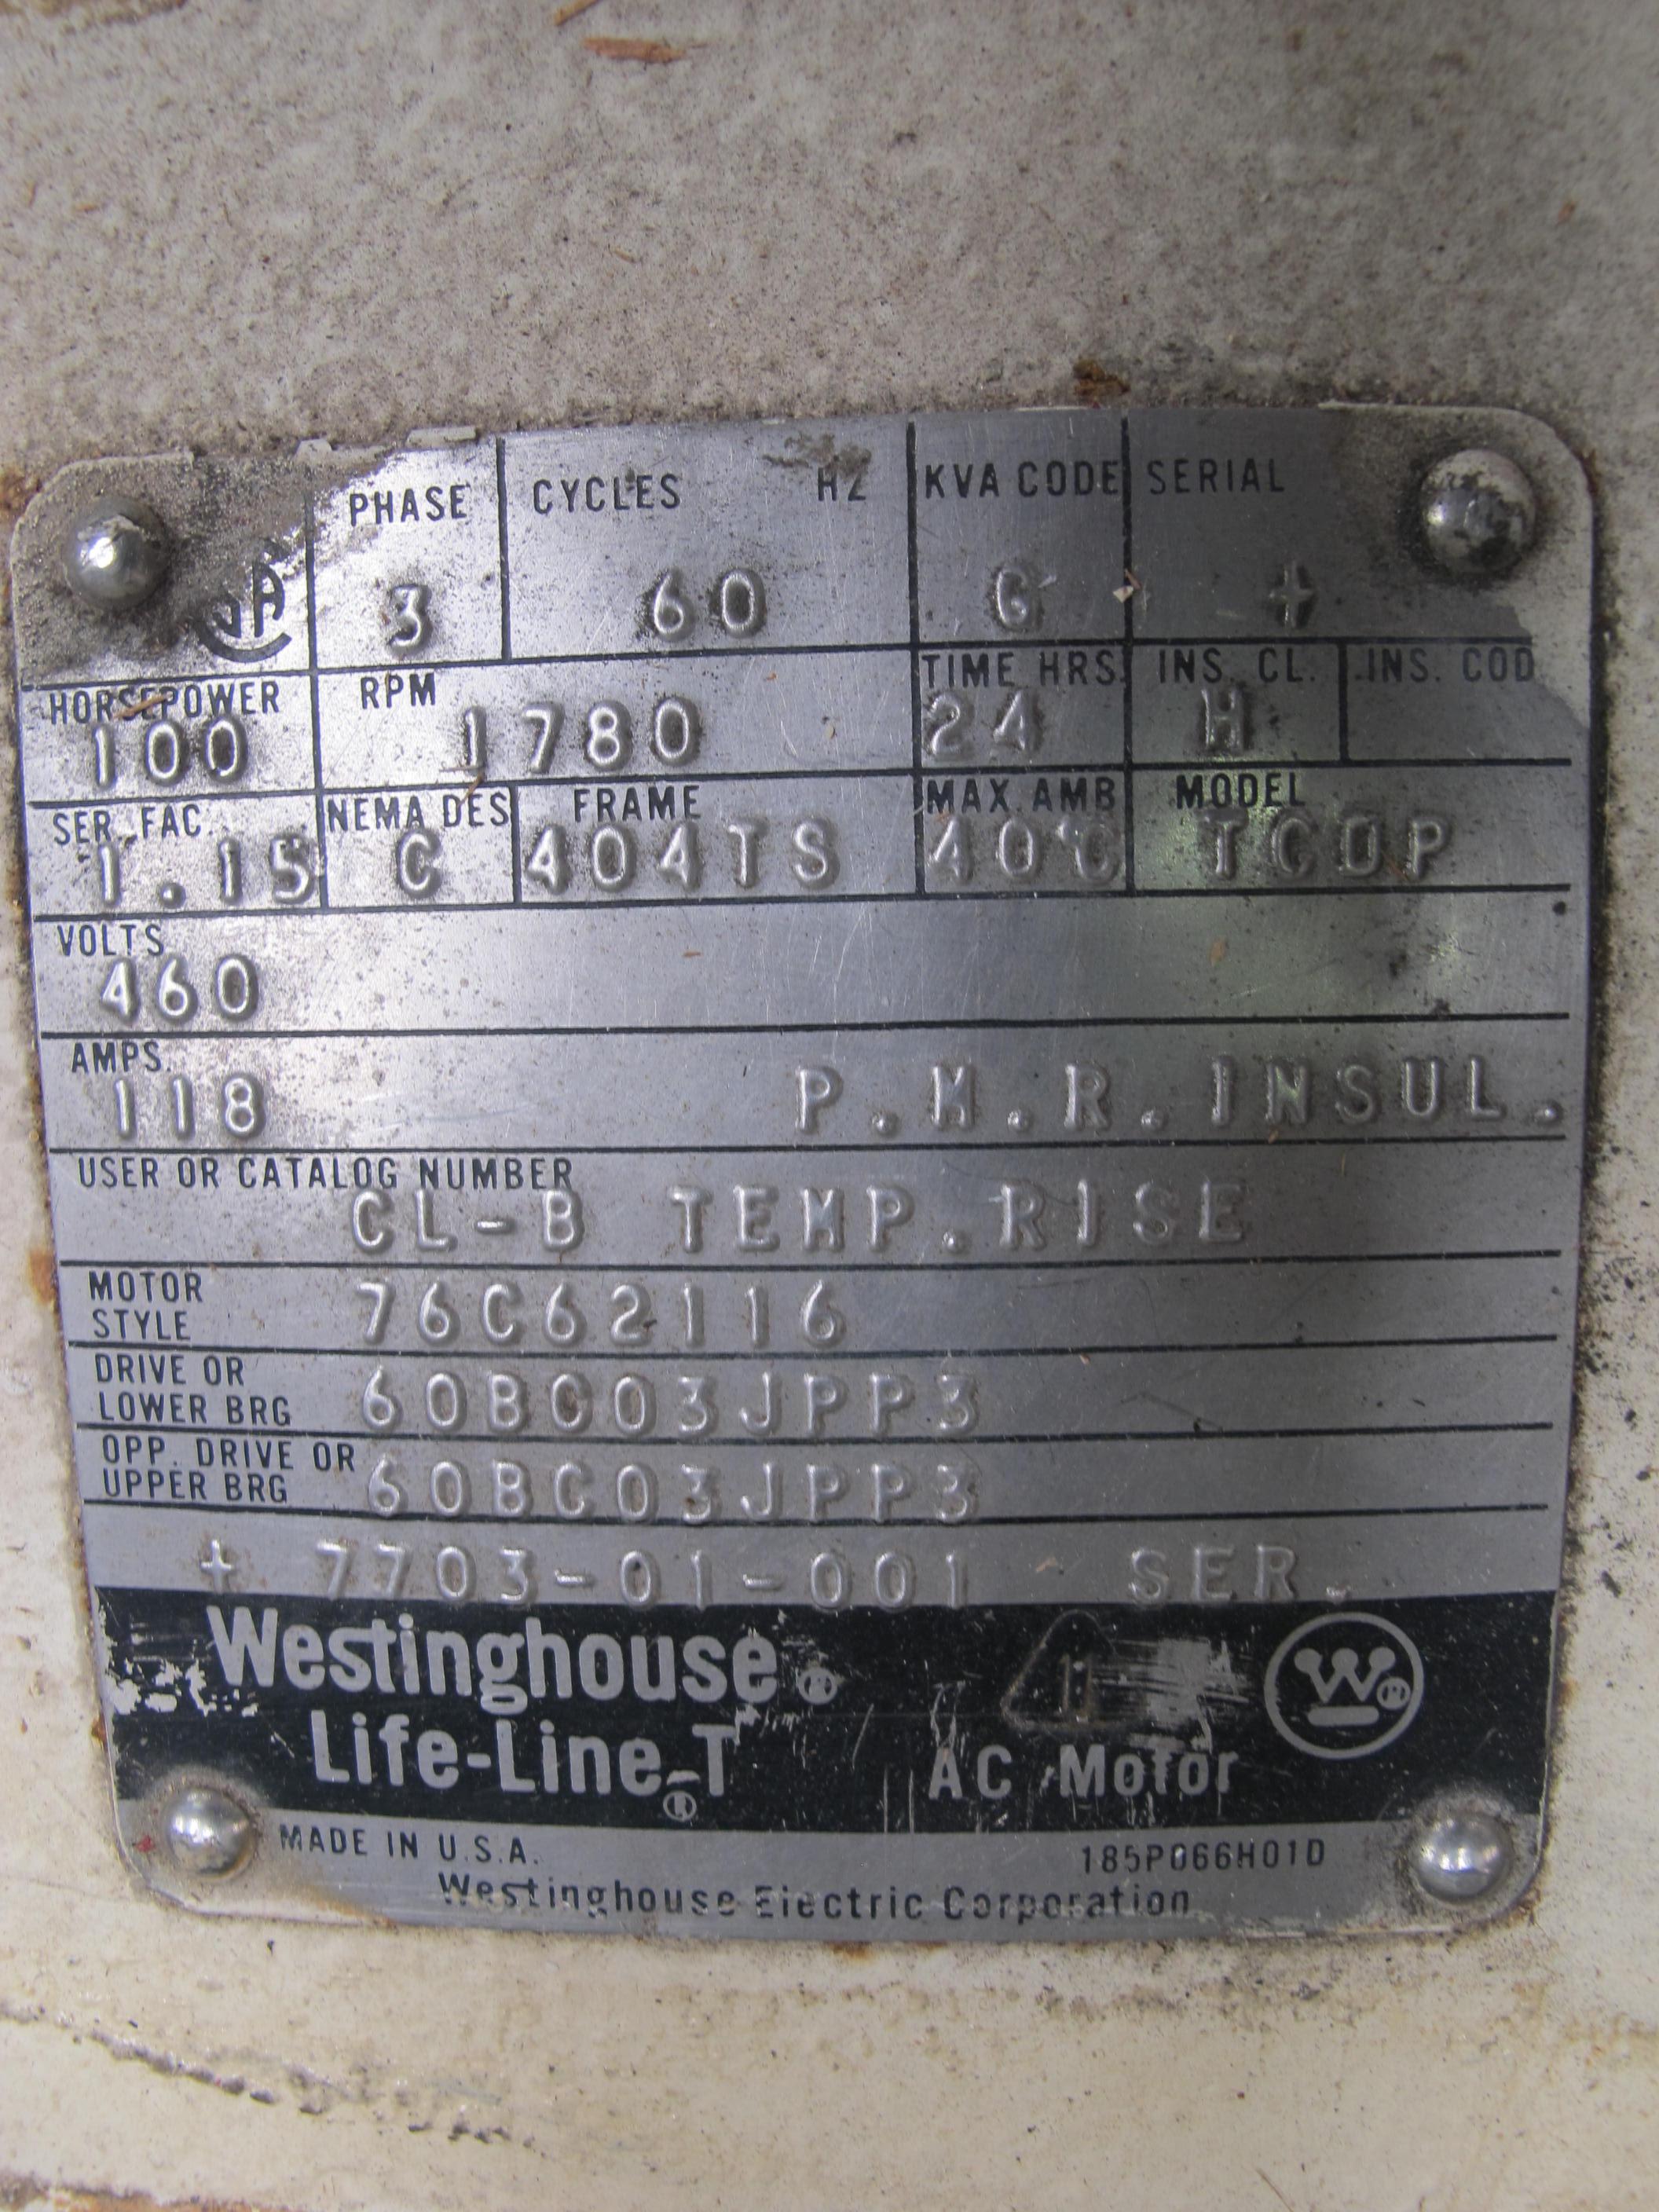 PHASE CYCLES HZ KVA CODE SERIAL
3 60 G +
HORSEPOWER RPM TIME HRS. INS. CL. INS. COD
100 1780 24 H
SER. FAC. NEMA DES FRAME MAX. AMB MODEL
1.15 C 404TS 40°C TCDP
VOLTS
460
AMPS.
118 P.M.R.INSUL.
USER OR CATALOG NUMBER
CL-B TEMP.RISE
MOTOR
STYLE 76C62116
DRIVE OR
LOWER BRG 60BC03JPP3
OPP. DRIVE OR
UPPER BRG 60BC03JPP3
+ 7703-01-001 SER.
Westinghouse ® 11 W ®
Life-Line-T ® AC Motor
MADE IN U.S.A. 185P066H01D
Westinghouse Electric Corporation